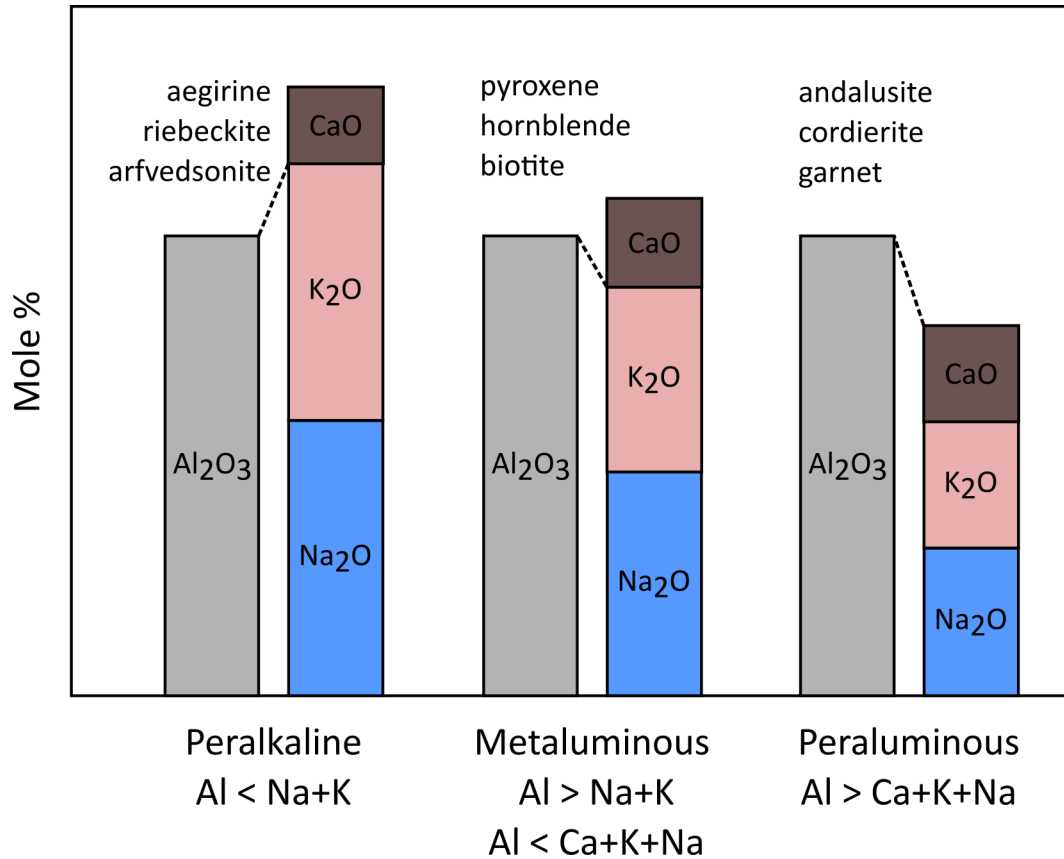 Mole %
aegirine
riebeckite
arfvedsonite
CaO
K₂O
Al₂O₃
Na₂O
pyroxene
hornblende
biotite
CaO
K₂O
Al₂O₃
Na₂O
andalusite
cordierite
garnet
CaO
K₂O
Al₂O₃
Na₂O
Peralkaline
Al < Na+K
Metaluminous
Al > Na+K
Al < Ca+K+Na
Peraluminous
Al > Ca+K+Na